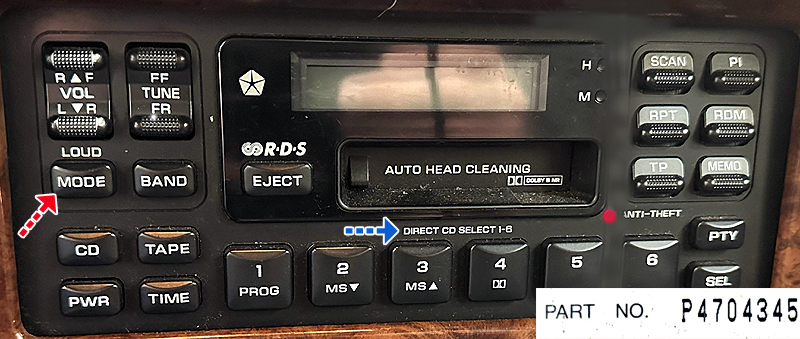 R▲F
VOL
L▼R
FF
TUNE
FR
LOUD
MODE
BAND
CD
TAPE
PWR
TIME
R·D·S
EJECT
H
M
AUTO HEAD CLEANING
DOLBY B NR
DIRECT CD SELECT 1-6
1
PROG
2
MS▼
3
MS▲
4
5
6
SCAN
PI
RPT
RDM
TP
MEMO
ANTI-THEFT
PTY
SEL
PART NO. P4704345